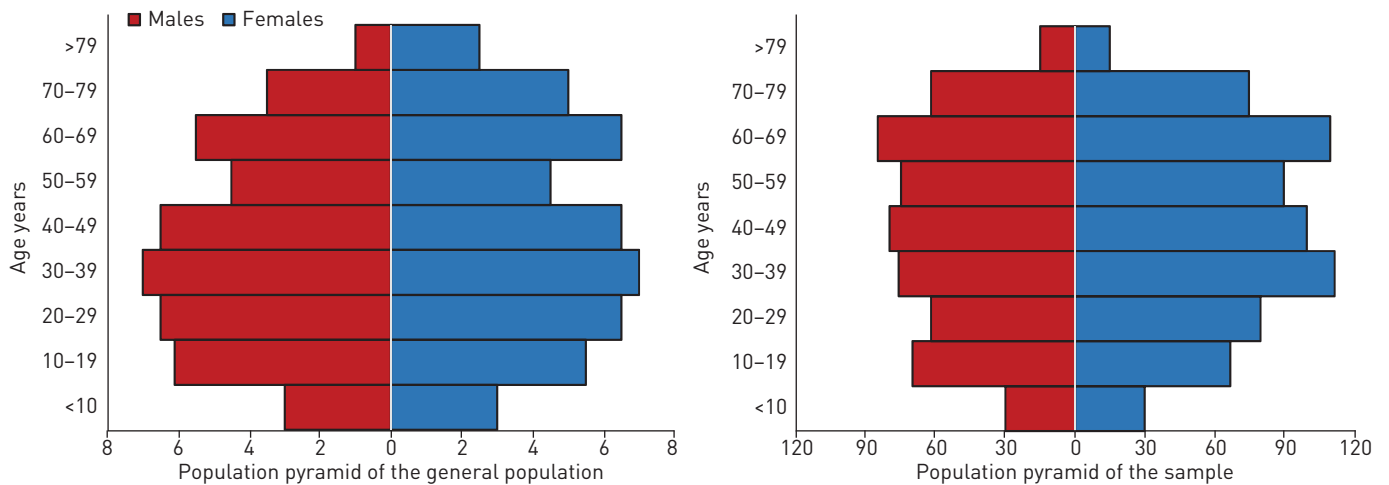 Males Females
Age years
>79
70–79
60–69
50–59
40–49
30–39
20–29
10–19
<10
8 6 4 2 0 2 4 6 8
Population pyramid of the general population
Age years
>79
70–79
60–69
50–59
40–49
30–39
20–29
10–19
<10
120 90 60 30 0 30 60 90 120
Population pyramid of the sample